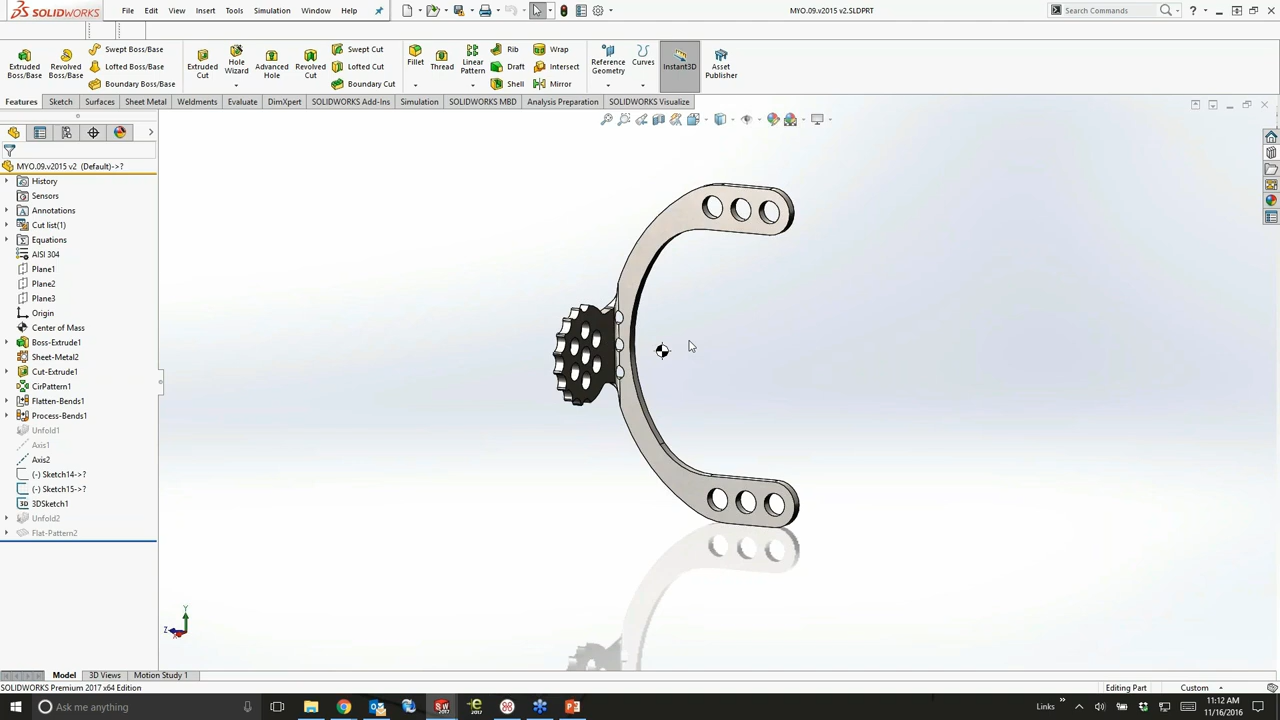 SOLIDWORKS File Edit View Insert Tools Simulation Window Help MYO.09.v2015 v2.SLDPRT Search Commands
Extruded Boss/Base
Revolved Boss/Base
Swept Boss/Base
Lofted Boss/Base
Boundary Boss/Base
Extruded Cut
Hole Wizard
Advanced Hole
Revolved Cut
Swept Cut
Lofted Cut
Boundary Cut
Fillet
Thread
Linear Pattern
Rib
Draft
Shell
Wrap
Intersect
Mirror
Reference Geometry
Curves
Instant3D
Asset Publisher
Features Sketch Surfaces Sheet Metal Weldments Evaluate DimXpert SOLIDWORKS Add-Ins Simulation SOLIDWORKS MBD Analysis Preparation SOLIDWORKS Visualize
MYO.09.v2015 v2 (Default)->?
History
Sensors
Annotations
Cut list(1)
Equations
AISI 304
Plane1
Plane2
Plane3
Origin
Center of Mass
Boss-Extrude1
Sheet-Metal2
Cut-Extrude1
CirPattern1
Flatten-Bends1
Process-Bends1
Unfold1
Axis1
Axis2
(-) Sketch14->?
(-) Sketch15->?
3D 3DSketch1
Unfold2
Flat-Pattern2
Y
Z
Model 3D Views Motion Study 1
SOLIDWORKS Premium 2017 x64 Edition Editing Part Custom
Ask me anything Links 11:12 AM
11/16/2016